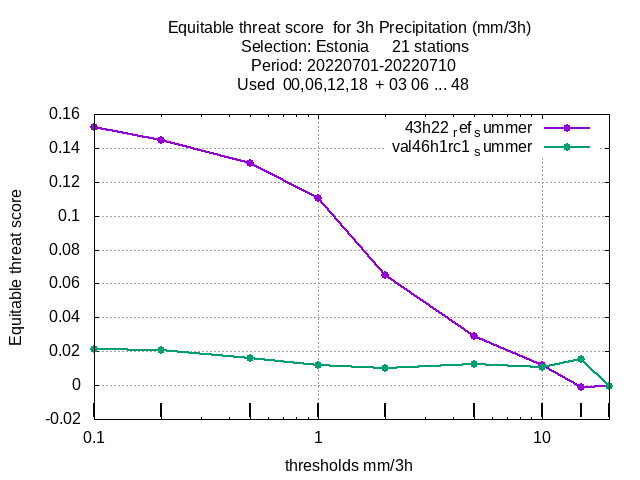 Equitable threat score for 3h Precipitation (mm/3h)
Selection: Estonia 21 stations
Period: 20220701-20220710
Used 00,06,12,18 + 03 06 ... 48
0.16
0.14
0.12
0.1
0.08
0.06
0.04
0.02
0
-0.02
Equitable threat score
43h22 ref summer
val46h1rc1 summer
0.1
1
10
thresholds mm/3h